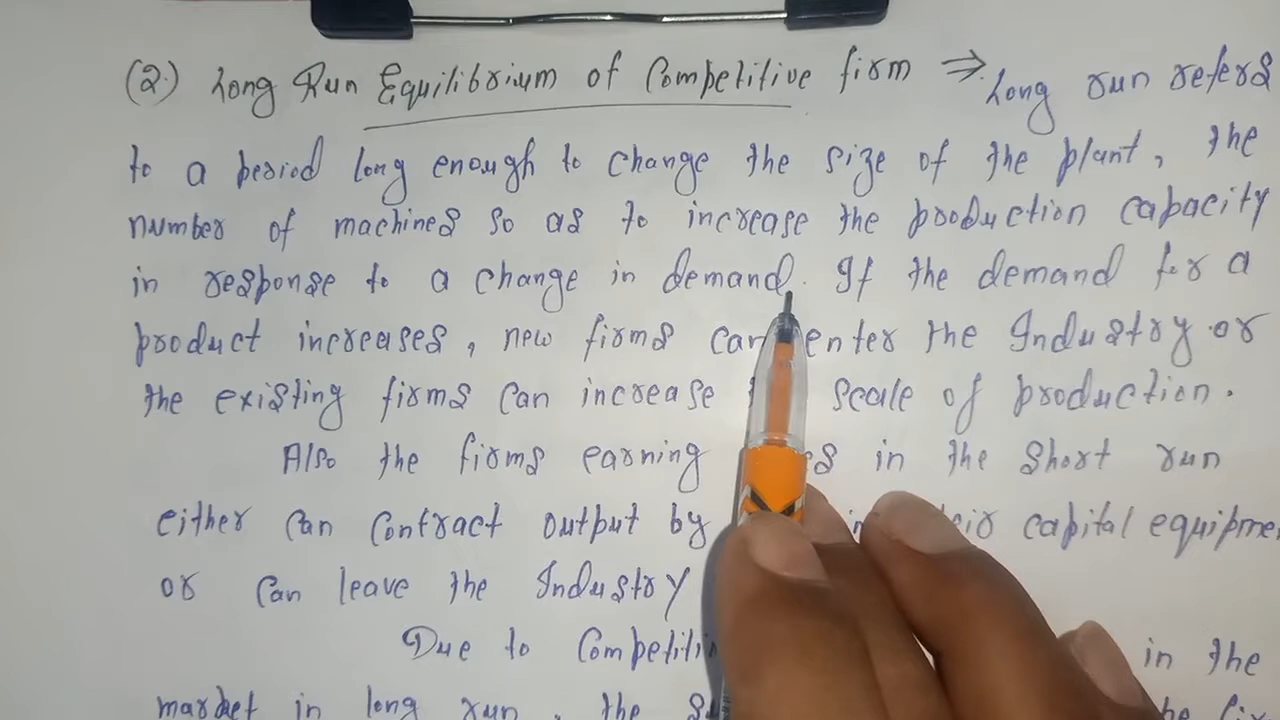 (2.) Long Run Equilibrium of Competitive firm ⇒ Long run refers
to a period long enough to change the size of the plant, the
number of machines so as to increase the production capacity
in response to a change in demand. If the demand for a
product increases, new firms can enter the Industry or
the existing firms can increase scale of production.
Also the firms earning in the short run
either can contract output by capital equipme
or can leave the Industry
Due to Competiti in the
market in long run, the